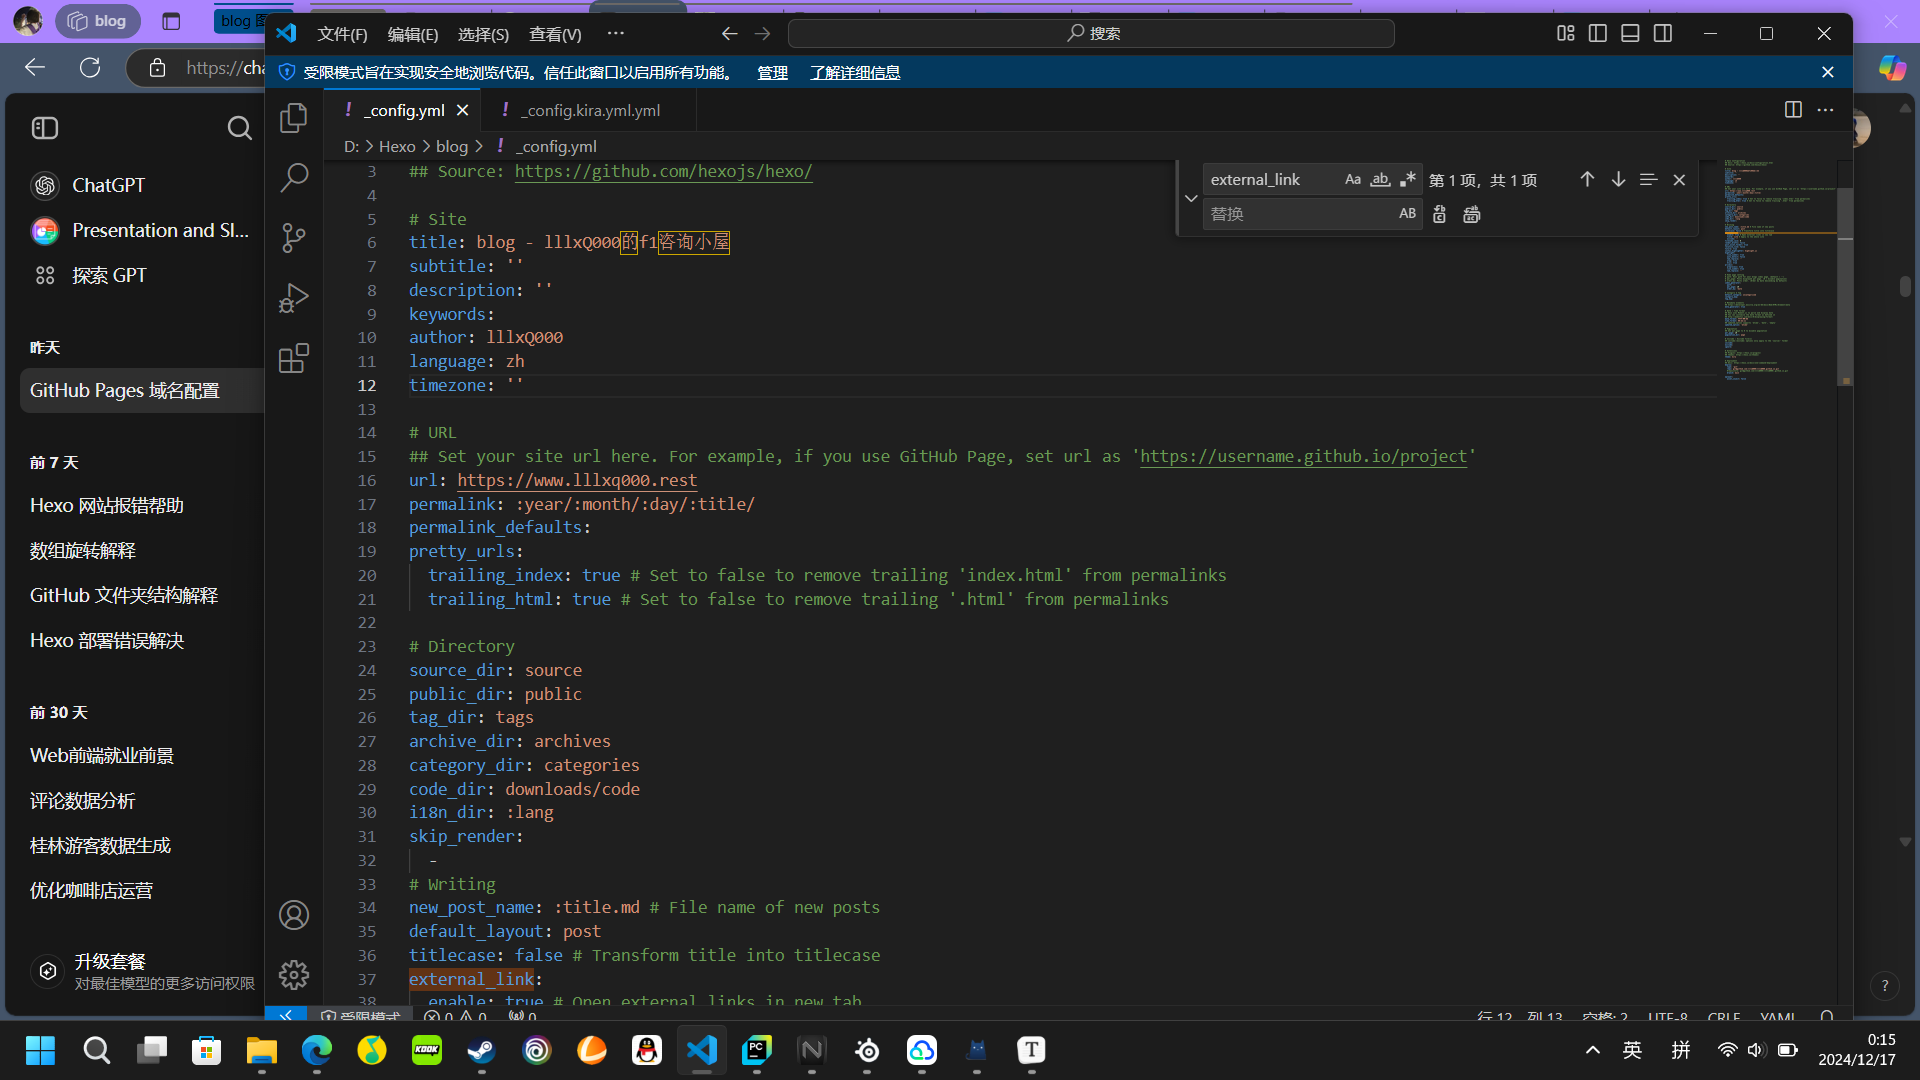 blog
blog
https://cha
ChatGPT
Presentation and Sl...
探索 GPT
昨天
GitHub Pages 域名配置
前 7 天
Hexo 网站报错帮助
数组旋转解释
GitHub 文件夹结构解释
Hexo 部署错误解决
前 30 天
Web前端就业前景
评论数据分析
桂林游客数据生成
优化咖啡店运营
升级套餐
对最佳模型的更多访问权限
文件(F) 编辑(E) 选择(S) 查看(V) ···
搜索
受限模式旨在实现安全地浏览代码。信任此窗口以启用所有功能。 管理 了解详细信息
! _config.yml
! _config.kira.yml.yml
D: > Hexo > blog > ! _config.yml
external_link Aa ab .* 第 1 项，共 1 项
替换 AB
3 ## Source: https://github.com/hexojs/hexo/
4
5 # Site
6 title: blog - lllxQ000的f1咨询小屋
7 subtitle: ''
8 description: ''
9 keywords:
10 author: lllxQ000
11 language: zh
12 timezone: ''
13
14 # URL
15 ## Set your site url here. For example, if you use GitHub Page, set url as 'https://username.github.io/project'
16 url: https://www.lllxq000.rest
17 permalink: :year/:month/:day/:title/
18 permalink_defaults:
19 pretty_urls:
20 trailing_index: true # Set to false to remove trailing 'index.html' from permalinks
21 trailing_html: true # Set to false to remove trailing '.html' from permalinks
22
23 # Directory
24 source_dir: source
25 public_dir: public
26 tag_dir: tags
27 archive_dir: archives
28 category_dir: categories
29 code_dir: downloads/code
30 i18n_dir: :lang
31 skip_render:
32 -
33 # Writing
34 new_post_name: :title.md # File name of new posts
35 default_layout: post
36 titlecase: false # Transform title into titlecase
37 external_link:
38 enable: true # Open external links in new tab
受限模式 0 0 0
行 12，列 13 空格: 2 UTF-8 CRLF YAML
?
KOOK
PC
N
T
英 拼
0:15
2024/12/17